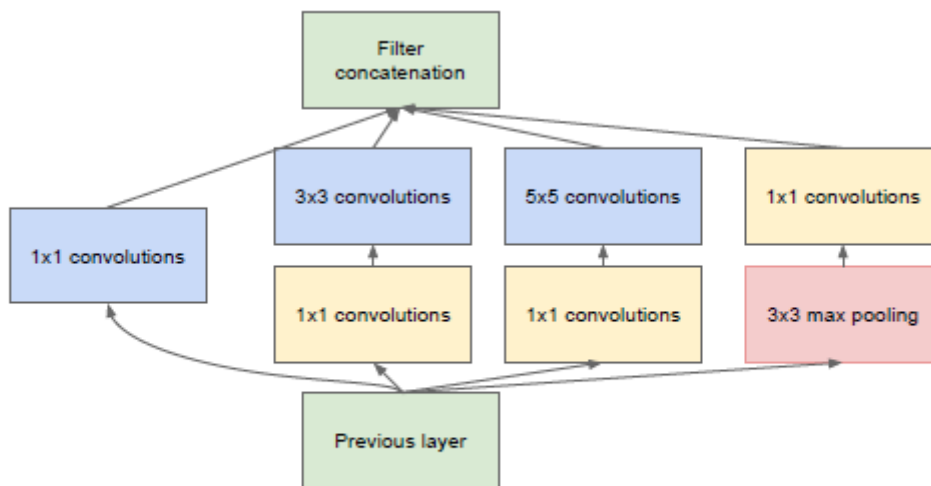 Filter
concatenation
3x3 convolutions
5x5 convolutions
1x1 convolutions
1x1 convolutions
1x1 convolutions
1x1 convolutions
3x3 max pooling
Previous layer